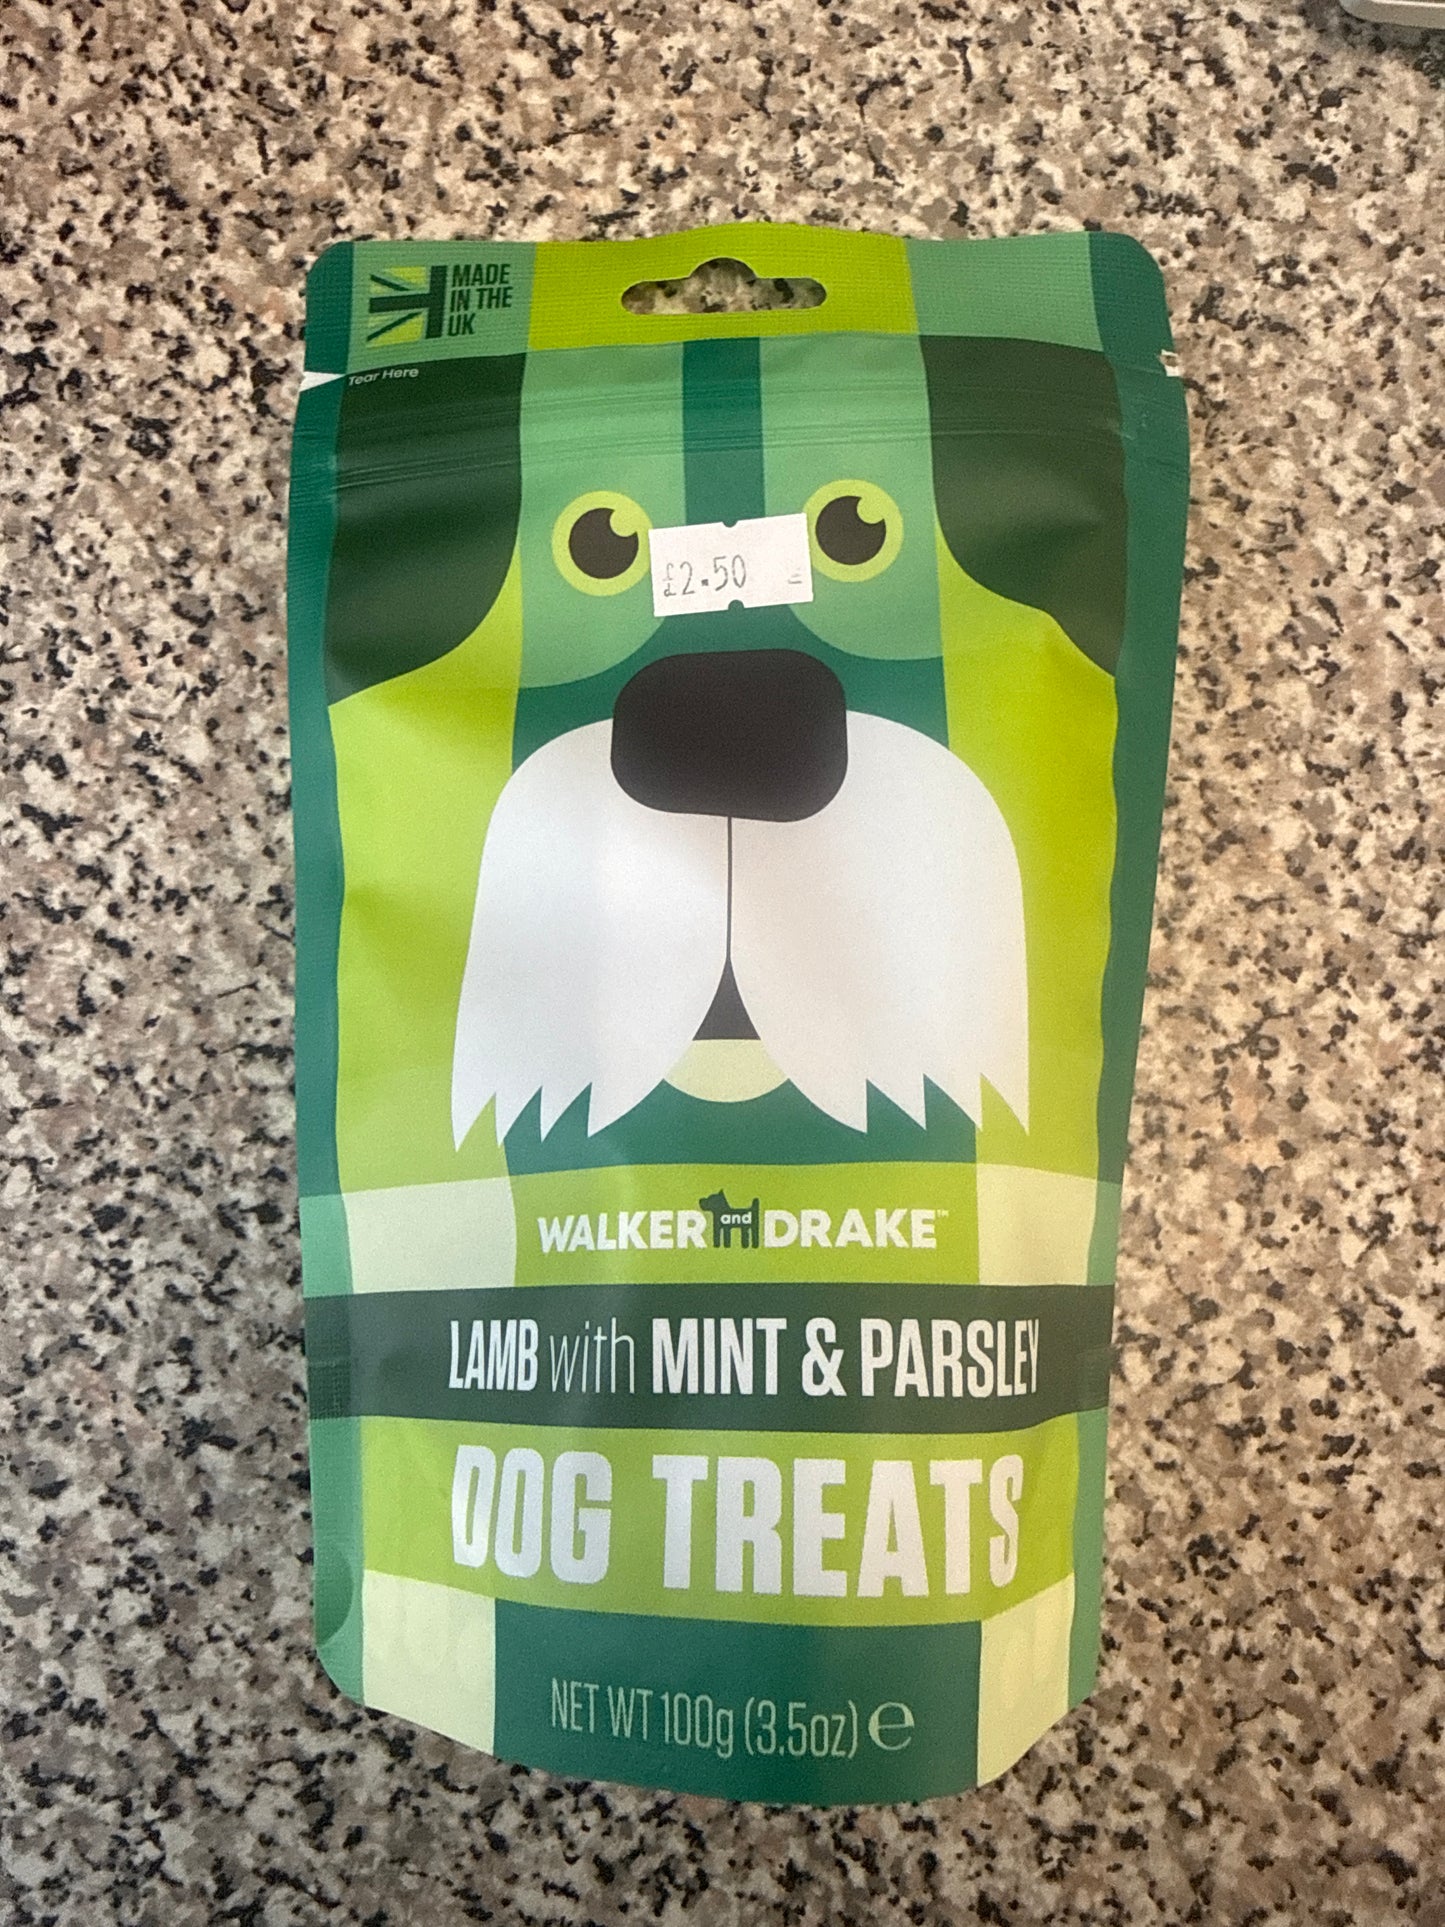 MADE
IN THE
UK
Tear Here
£2.50 =
WALKER and DRAKE™
LAMB with MINT & PARSLEY
DOG TREATS
NET WT 100g (3.5oz) ℮